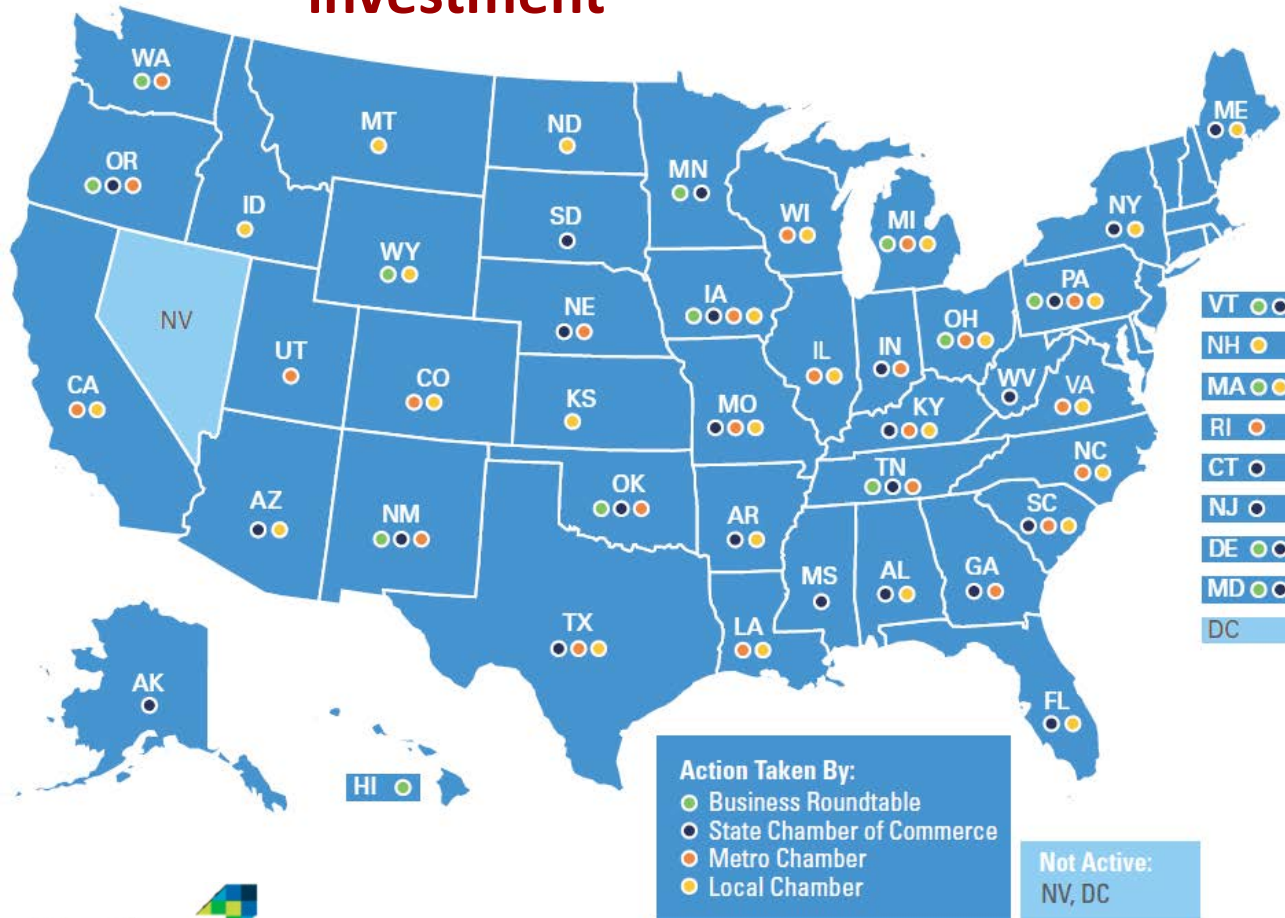 Investment
WA
MT
ND
ME
OR
MN
ID
SD
WI
NY
MI
WY
PA
IA
NE
VT
NV
OH
NH
UT
IL
IN
CO
WV
CA
VA
MA
KS
MO
KY
RI
NC
TN
CT
OK
AZ
SC
NM
AR
NJ
DE
GA
MS
AL
MD
TX
LA
DC
AK
FL
HI
Action Taken By:
Business Roundtable
State Chamber of Commerce
Metro Chamber
Local Chamber
Not Active:
NV, DC